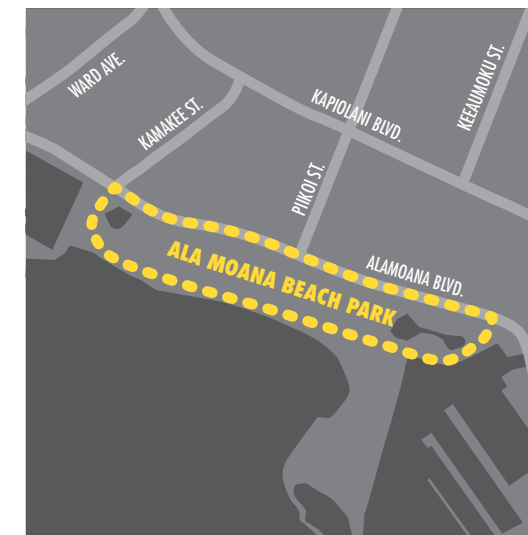 WARD AVE.
KAMAKEE ST.
KAPIOLANI BLVD.
KEEAUMOKU ST.
PIIKOI ST.
ALAMOANA BLVD.
ALA MOANA BEACH PARK